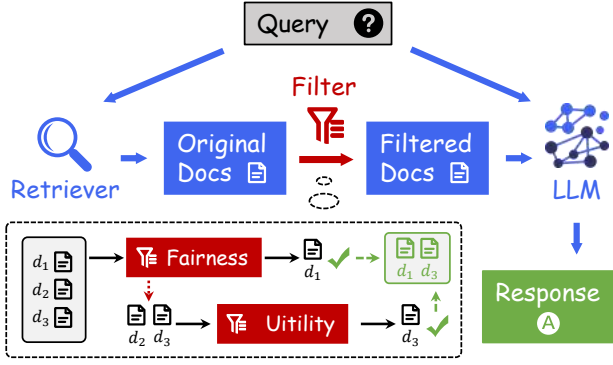 Query ?
Filter
Original
Docs
Filtered
Docs
Retriever
LLM
d1
d2
d3
Fairness
d1
d1 d3
d2 d3
Uitility
d3
Response
A